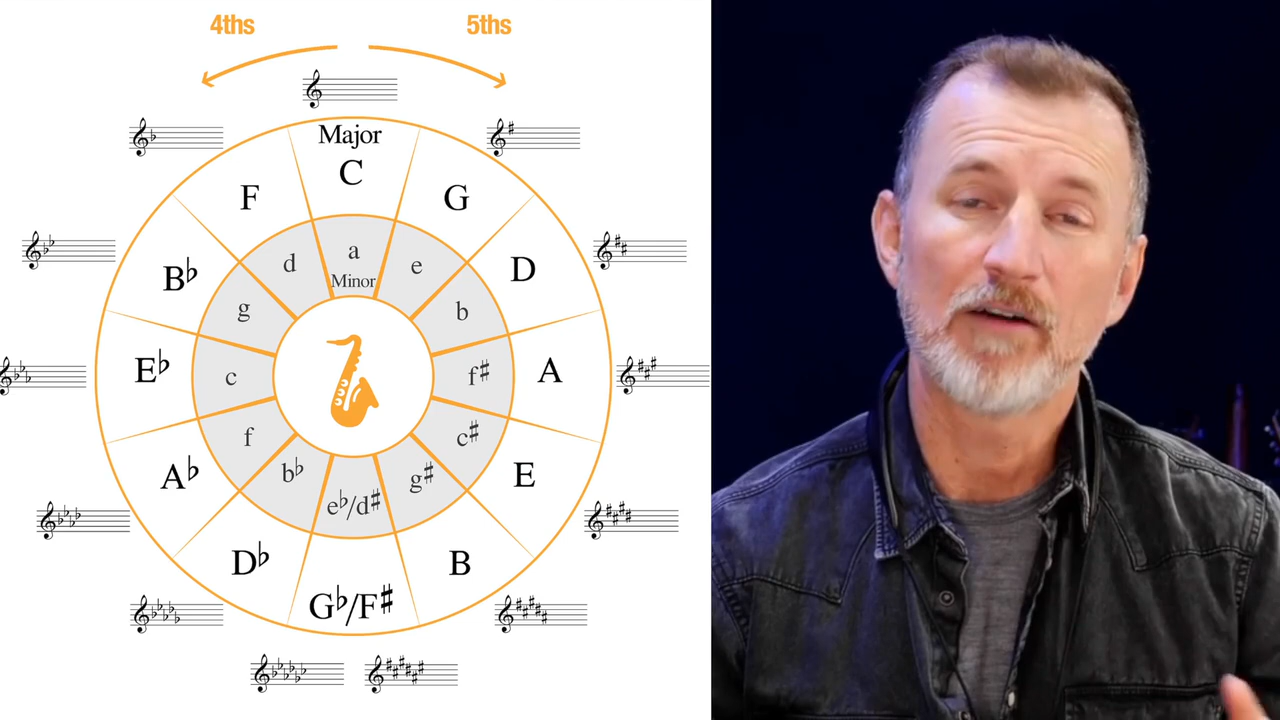 4ths 5ths
Major
C
F G
B♭ D
E♭ A
A♭ E
D♭ B
G♭/F♯
a
Minor
d e
g b
c f♯
f c♯
b♭ g♯
e♭/d♯